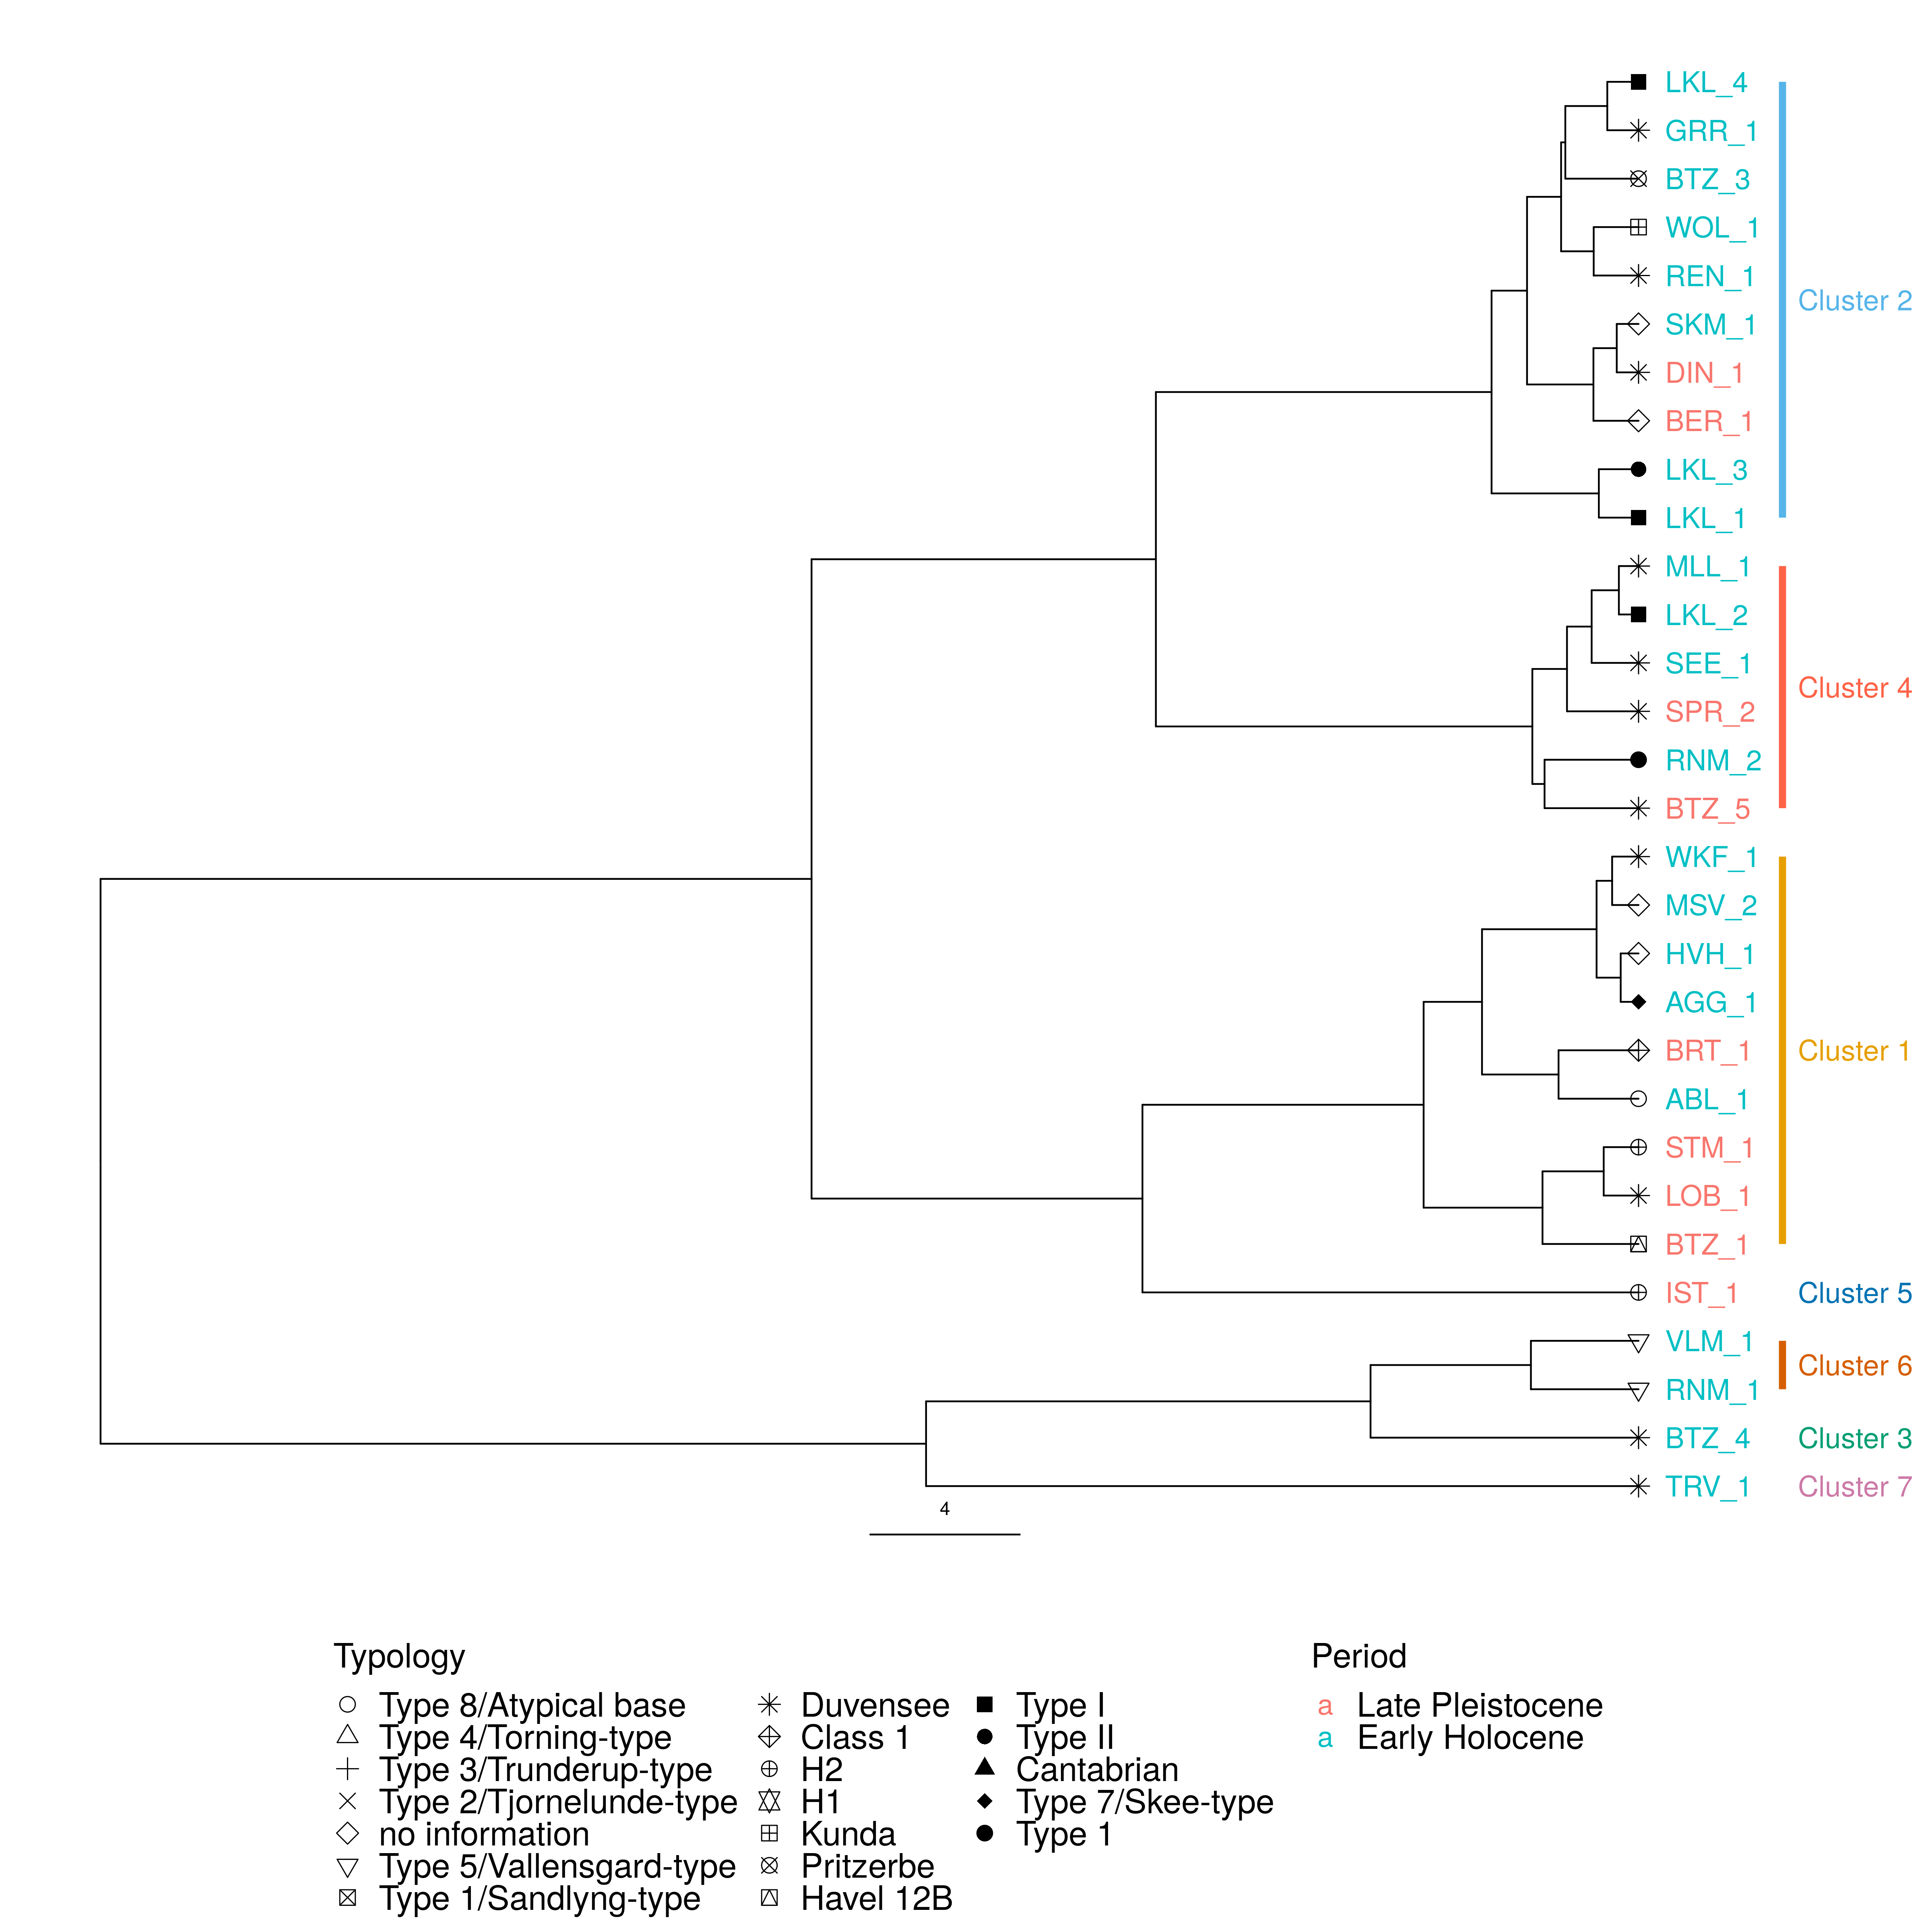 LKL_4
GRR_1
BTZ_3
WOL_1
REN_1
Cluster 2
SKM_1
DIN_1
BER_1
LKL_3
LKL_1
MLL_1
LKL_2
SEE_1
Cluster 4
SPR_2
RNM_2
BTZ_5
WKF_1
MSV_2
HVH_1
AGG_1
BRT_1 Cluster 1
ABL_1
STM_1
LOB_1
BTZ_1
IST_1 Cluster 5
VLM_1
Cluster 6
RNM_1
BTZ_4 Cluster 3
TRV_1 Cluster 7
4
Typology
Type 8/Atypical base
Type 4/Torning-type
Type 3/Trunderup-type
Type 2/Tjornelunde-type
no information
Type 5/Vallensgard-type
Type 1/Sandlyng-type
Duvensee
Class 1
H2
H1
Kunda
Pritzerbe
Havel 12B
Type I
Type II
Cantabrian
Type 7/Skee-type
Type 1
Period
a Late Pleistocene
a Early Holocene